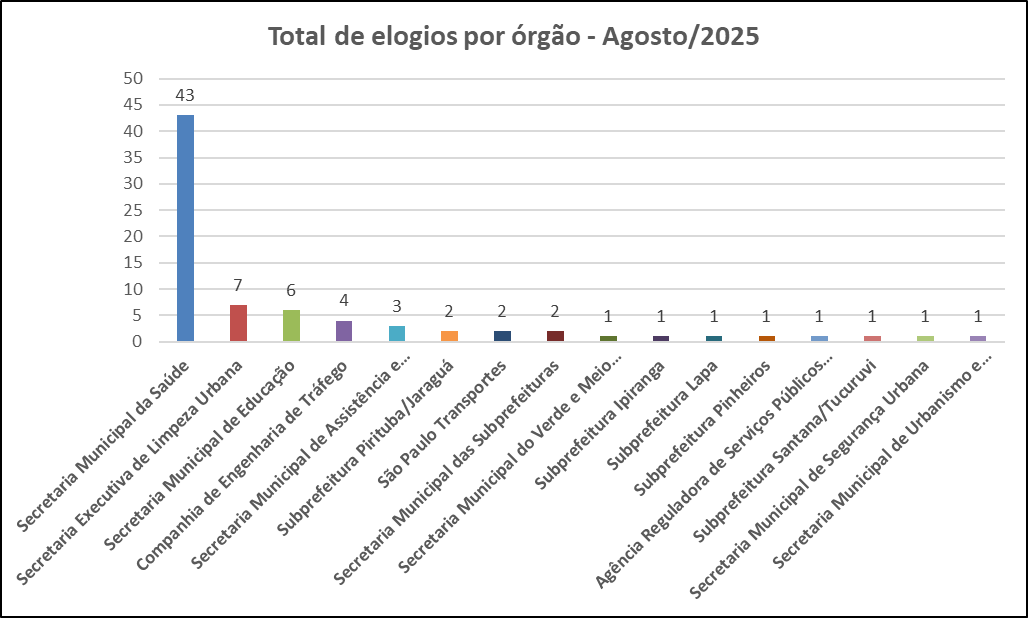 Total de elogios por órgão - Agosto/2025
50
45
40
35
30
25
20
15
10
5
0
43
7
6
4
3
2
2
2
1
1
1
1
1
1
1
1
Secretaria Municipal da Saúde
Secretaria Executiva de Limpeza Urbana
Secretaria Municipal de Educação
Companhia de Engenharia de Tráfego
Secretaria Municipal de Assistência e...
Subprefeitura Pirituba/Jaraguá
São Paulo Transportes
Secretaria Municipal das Subprefeituras
Secretaria Municipal do Verde e Meio...
Subprefeitura Ipiranga
Subprefeitura Lapa
Subprefeitura Pinheiros
Agência Reguladora de Serviços Públicos...
Subprefeitura Santana/Tucuruvi
Secretaria Municipal de Segurança Urbana
Secretaria Municipal de Urbanismo e...